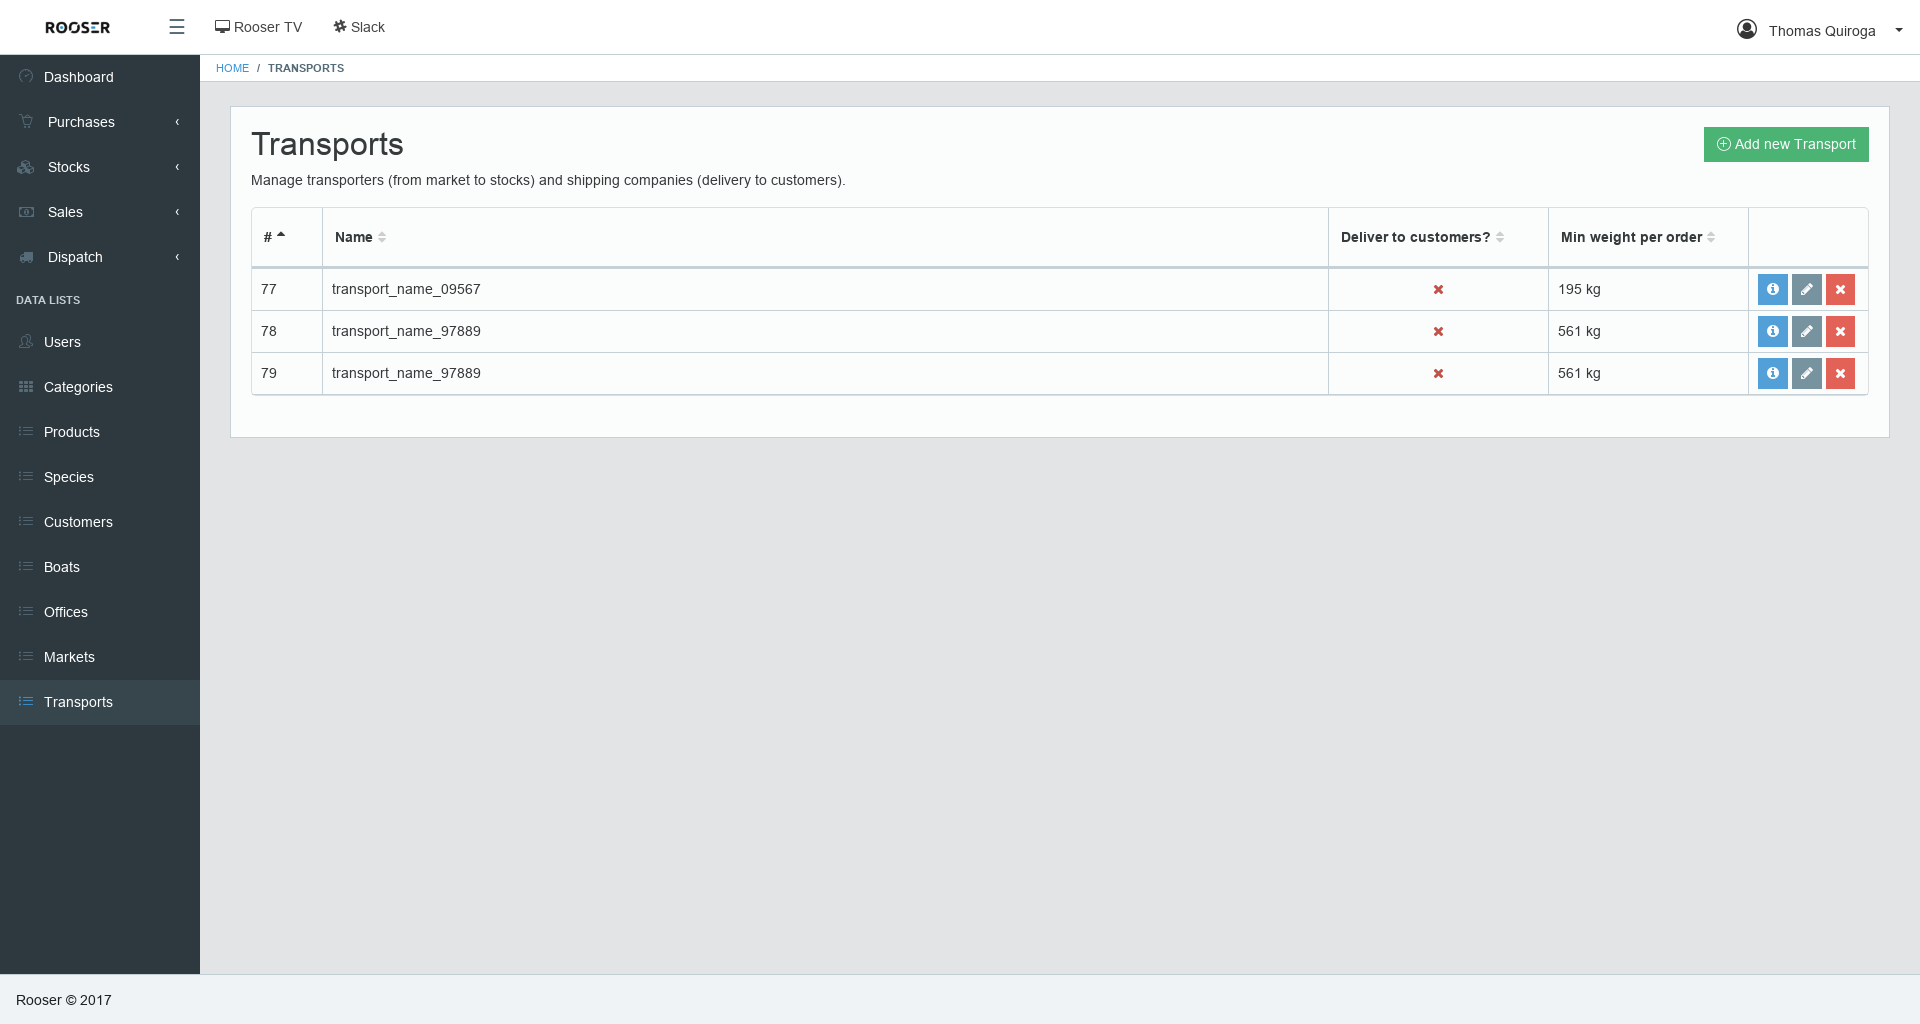 ROOSER
Rooser TV
Slack
Thomas Quiroga
HOME / TRANSPORTS
Dashboard
Purchases
Stocks
Sales
Dispatch
DATA LISTS
Users
Categories
Products
Species
Customers
Boats
Offices
Markets
Transports
Transports
Add new Transport
Manage transporters (from market to stocks) and shipping companies (delivery to customers).
# Name Deliver to customers? Min weight per order
77 transport_name_09567 195 kg
78 transport_name_97889 561 kg
79 transport_name_97889 561 kg
Rooser © 2017